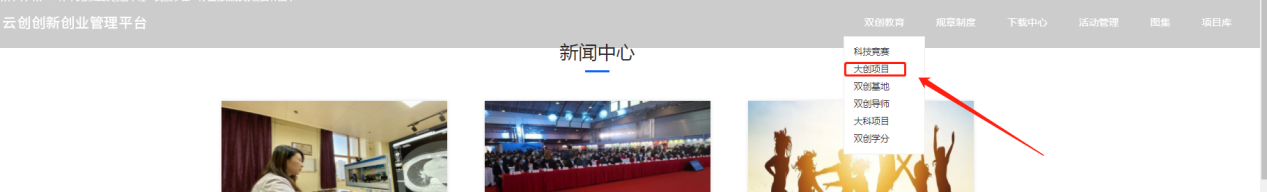 云创创新创业管理平台
双创教育 规章制度 下载中心 活动管理 图集 项目库
新闻中心
科技竞赛
大创项目
双创基地
双创导师
大科项目
双创学分